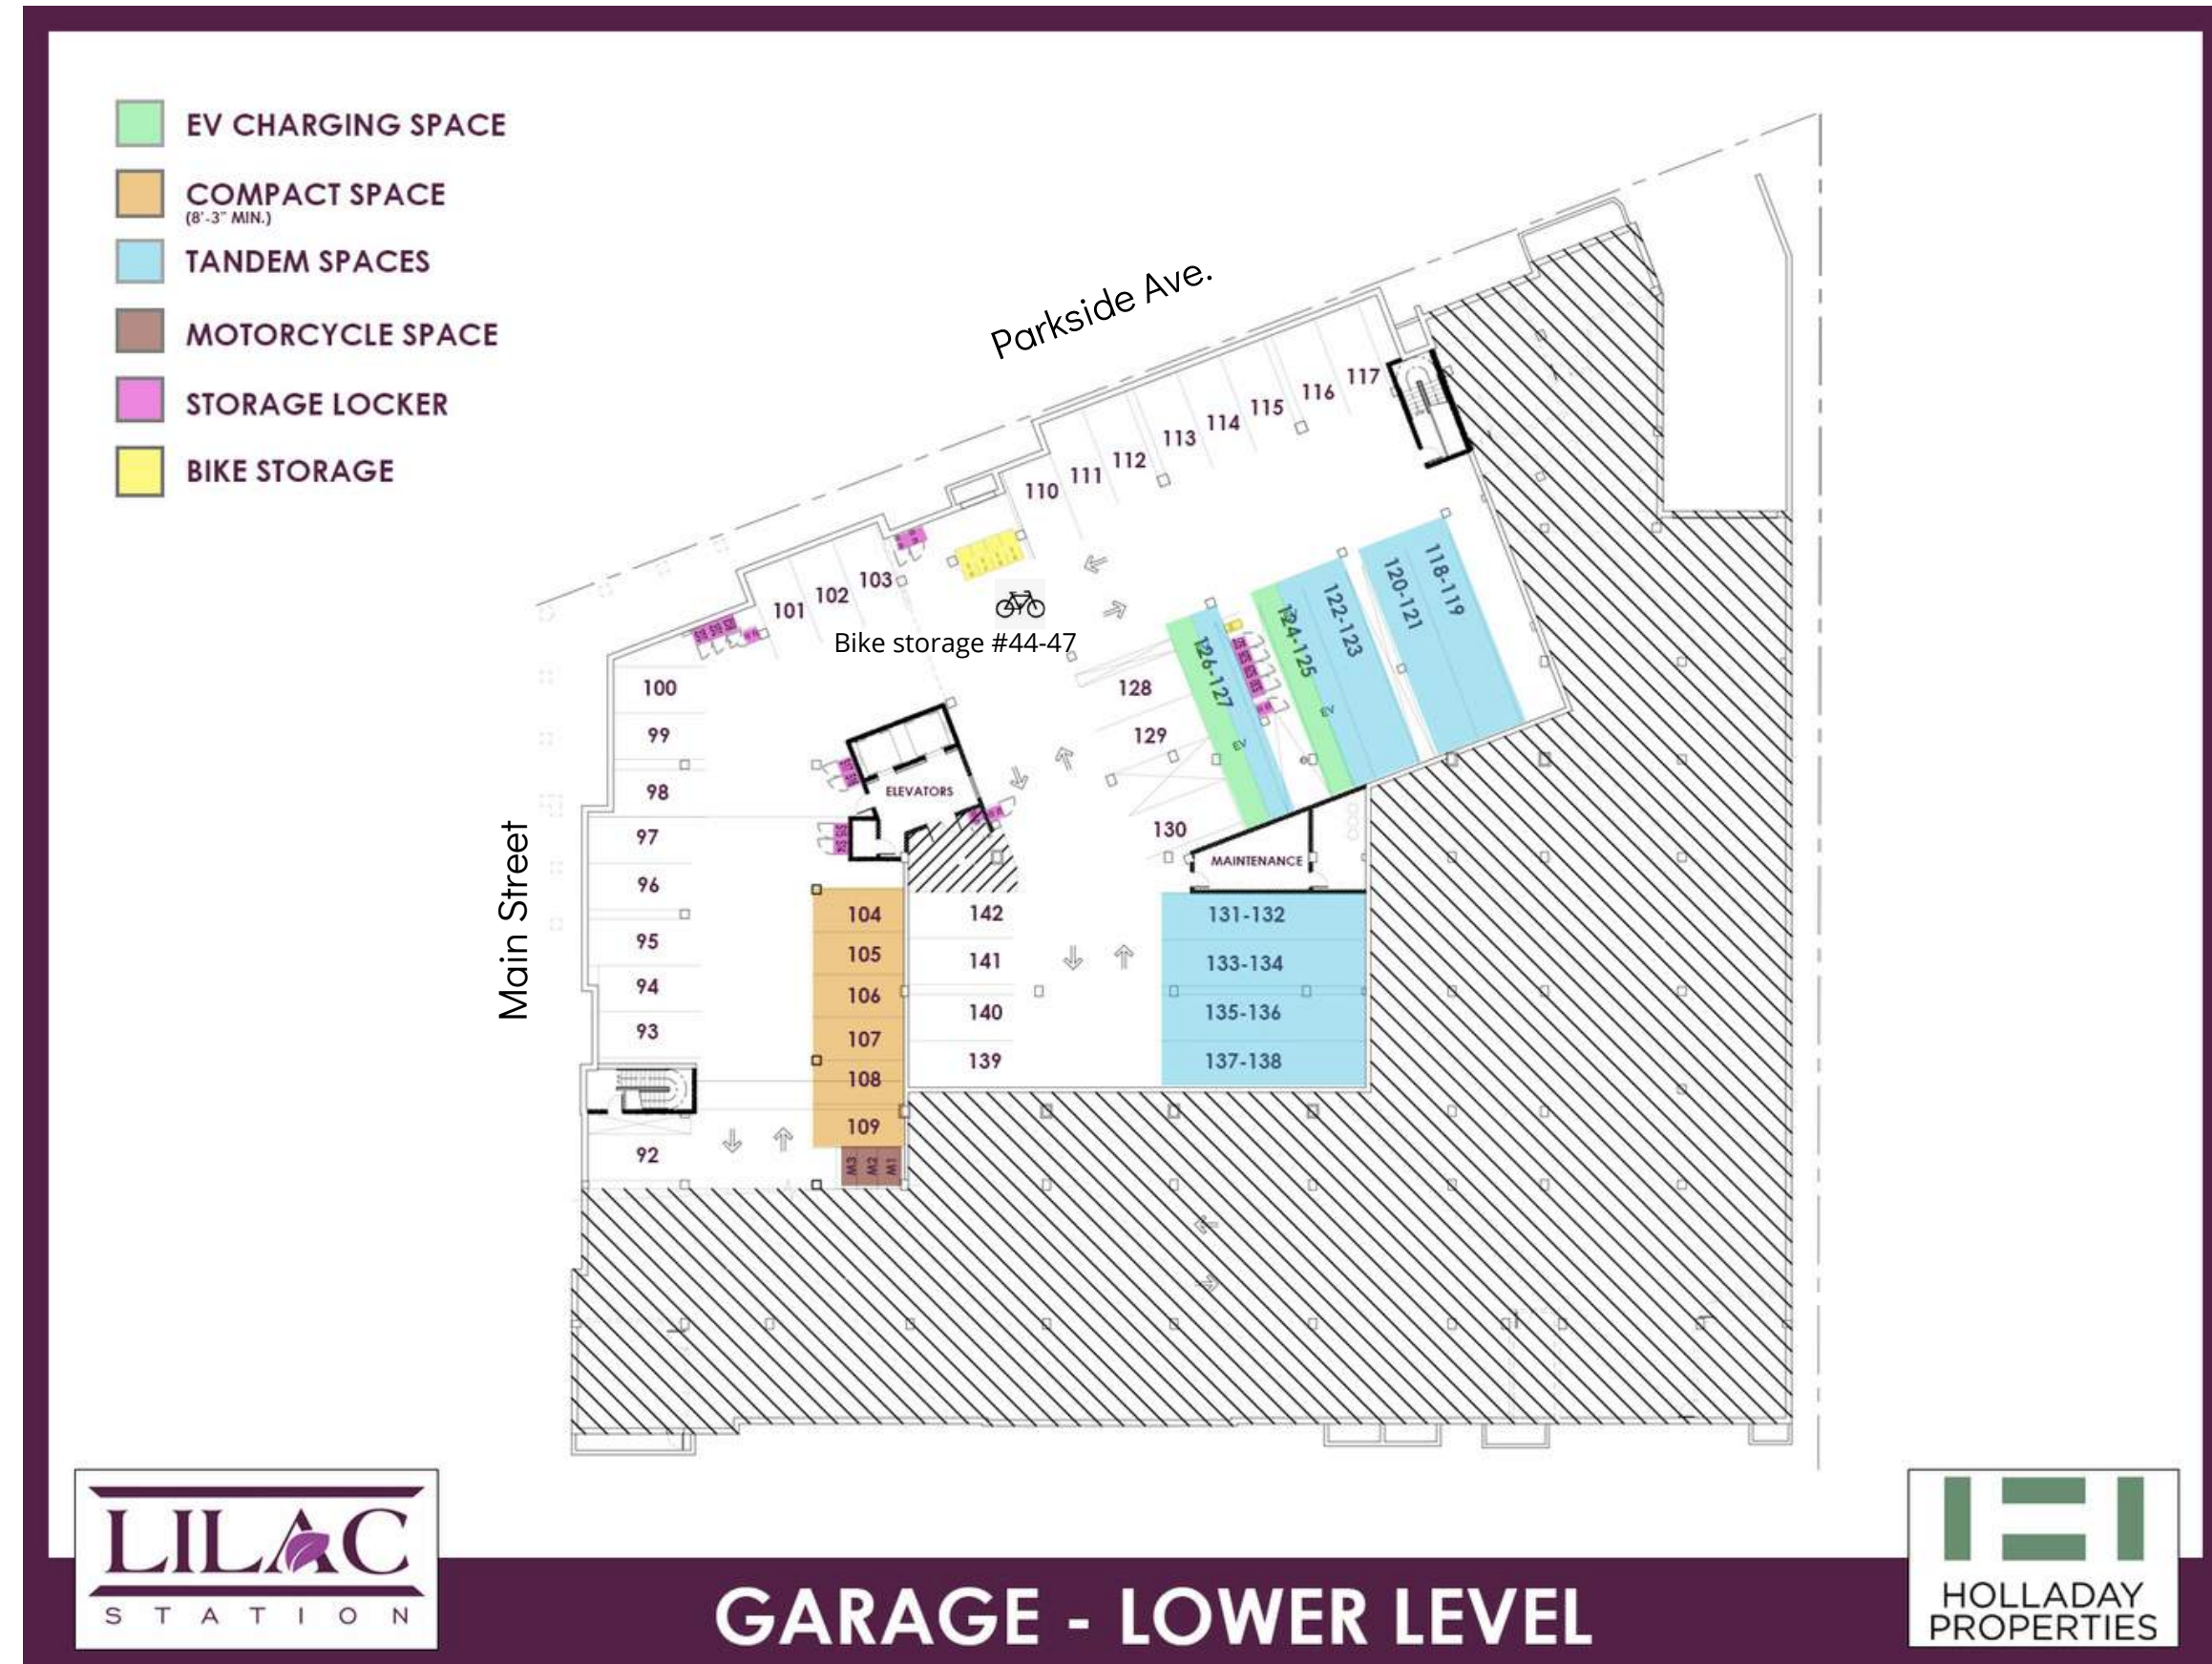 EV CHARGING SPACE
COMPACT SPACE
(8'-3" MIN.)
TANDEM SPACES
MOTORCYCLE SPACE
STORAGE LOCKER
BIKE STORAGE
Parkside Ave.
117
116
115
114
113
112
111
110
103
102
101
Bike storage #44-47
118-119
120-121
122-123
124-125
EV
126-127
EV
128
129
130
100
99
98
97
96
95
94
93
92
Main Street
ELEVATORS
MAINTENANCE
104
105
106
107
108
109
M3
M2
M1
142
141
140
139
131-132
133-134
135-136
137-138
LILAC
STATION
GARAGE - LOWER LEVEL
HOLLADAY
PROPERTIES